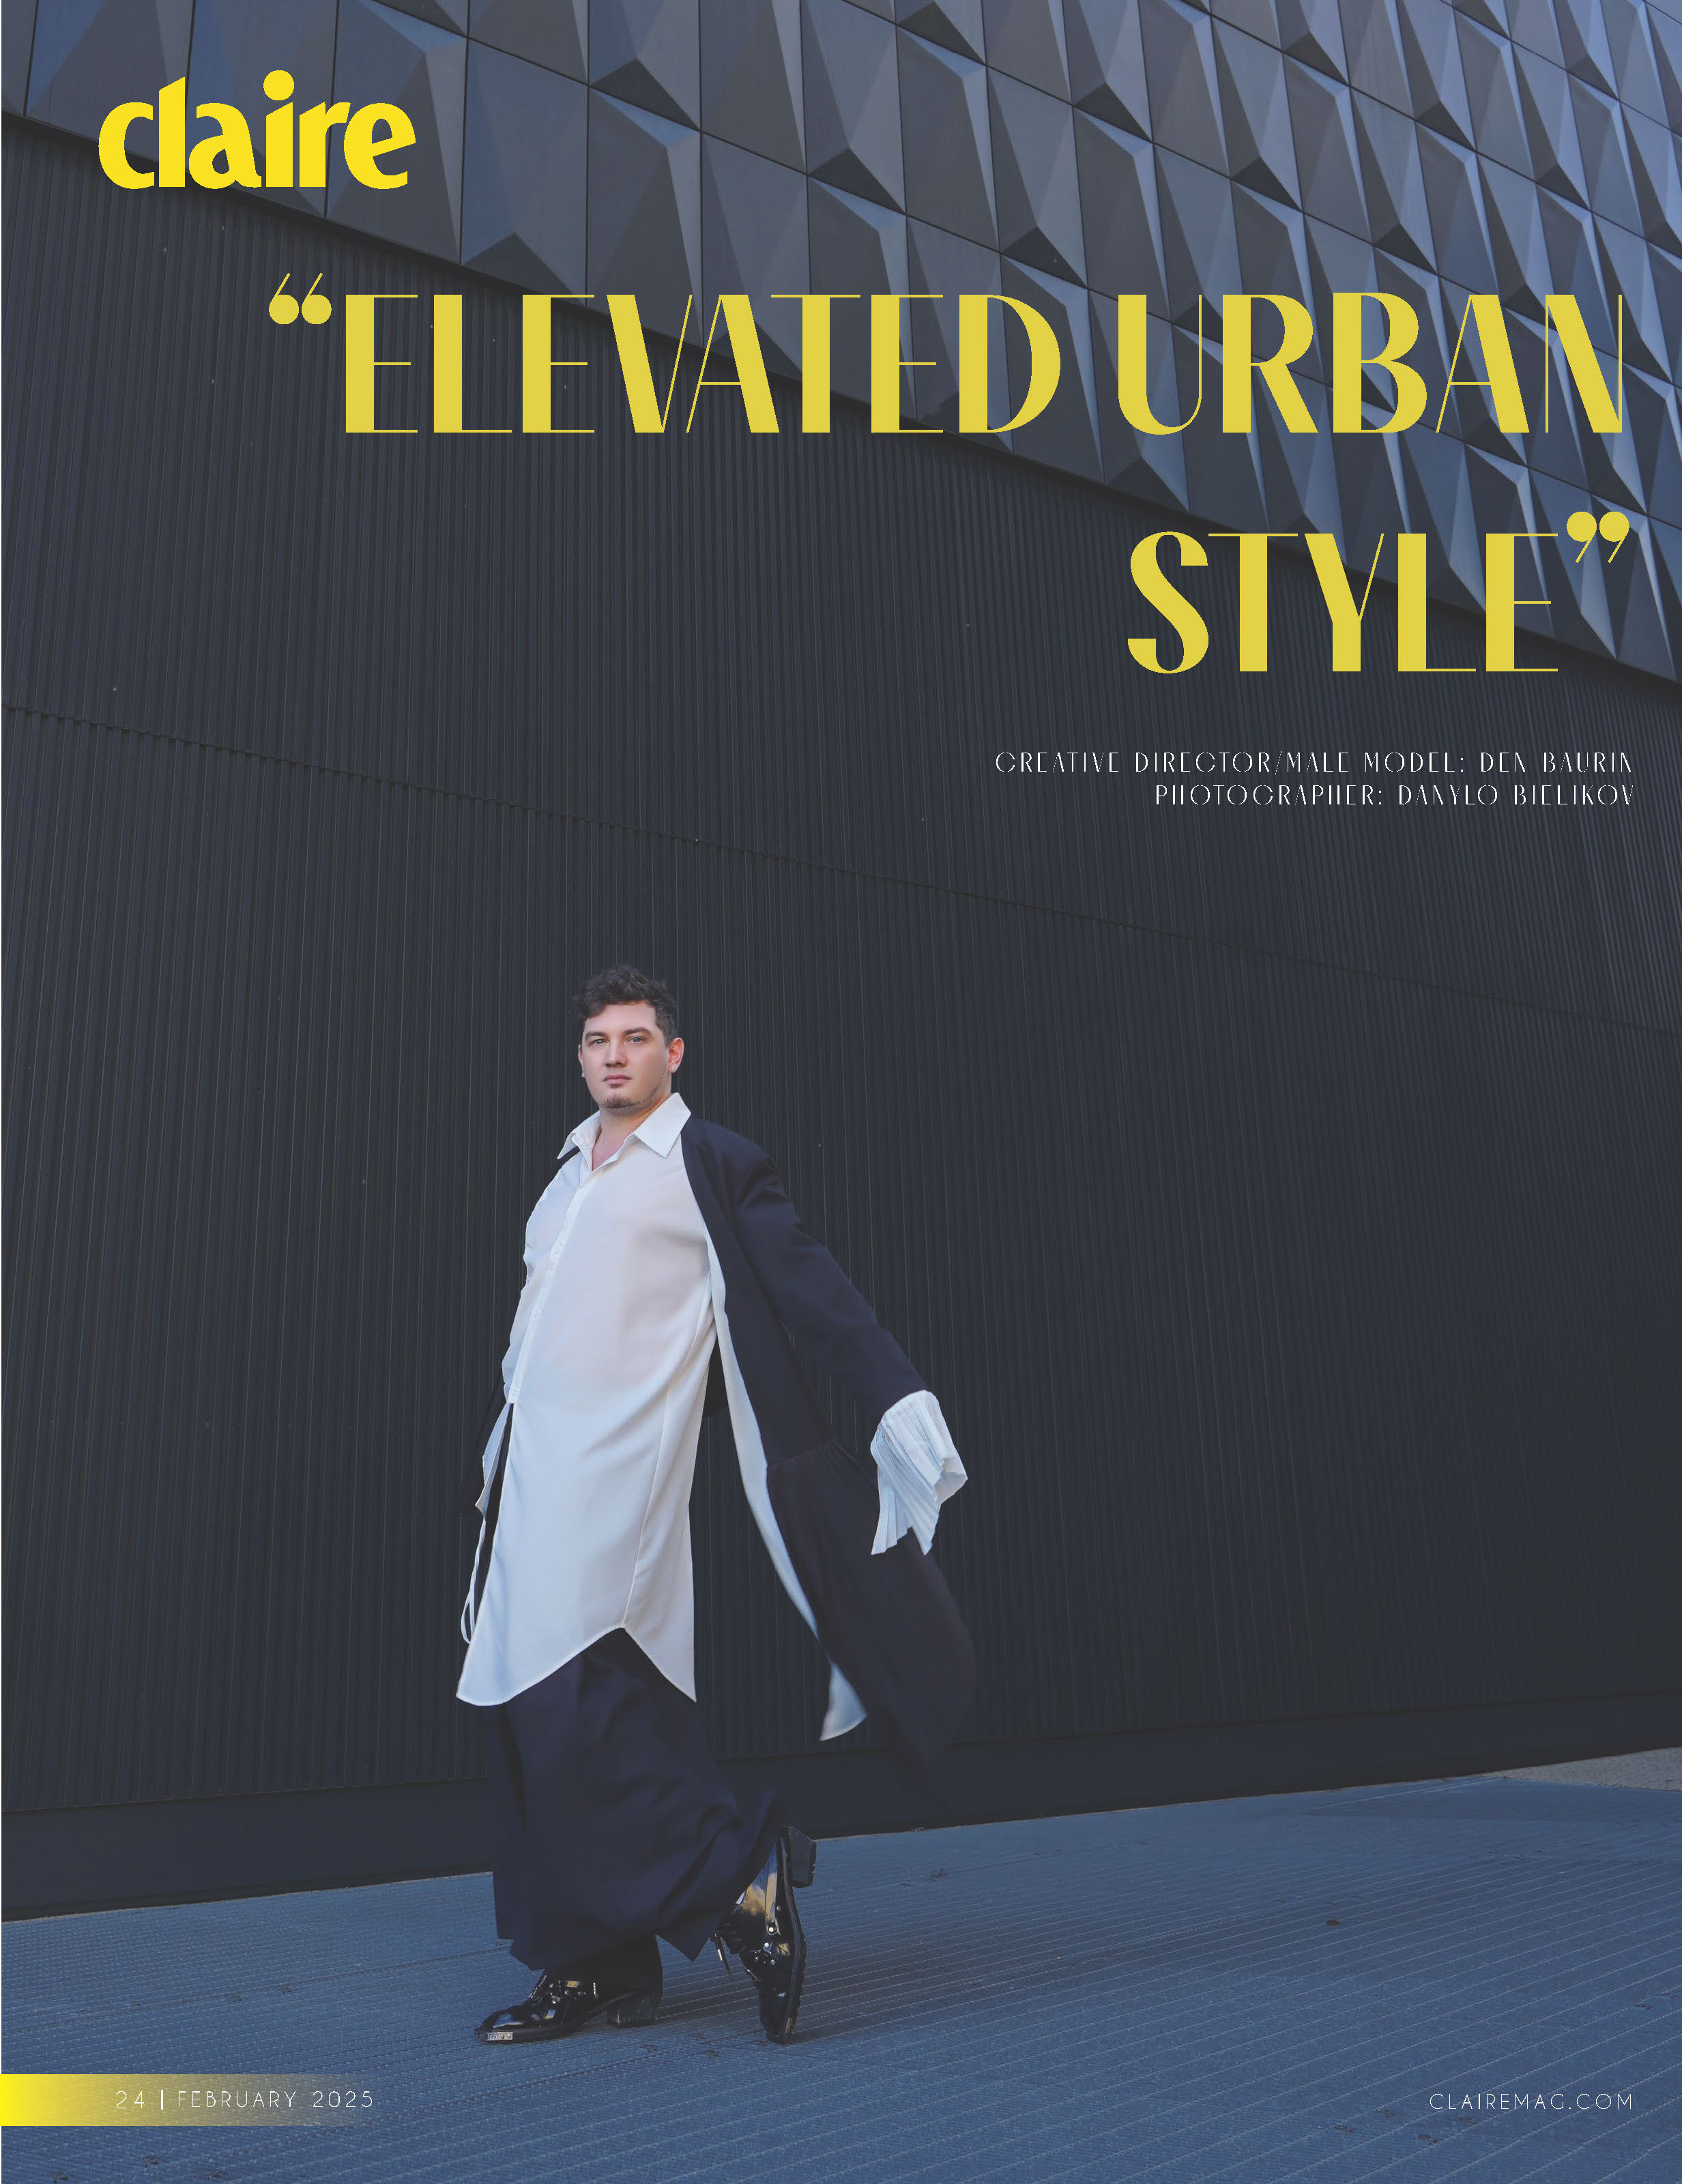 claire
“ELEVATED URBAN
STYLE”
CREATIVE DIRECTOR/MALE MODEL: DEN BAURIN
PHOTOGRAPHER: DANYLO BIELIKOV
24 | FEBRUARY 2025
CLAIREMAG.COM